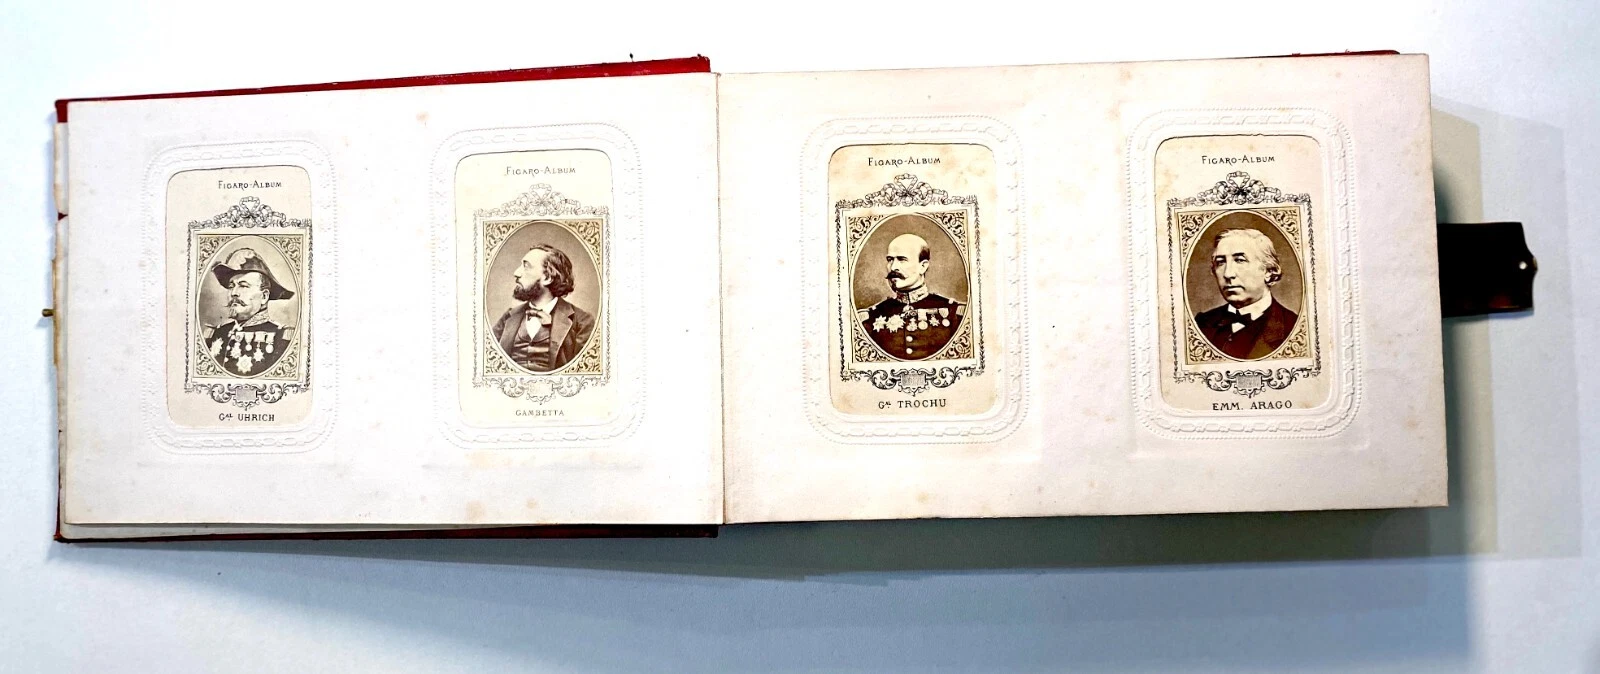 FIGARO-ALBUM
GAL UHRICH
FIGARO-ALBUM
GAMBETTA
FIGARO-ALBUM
GAL TROCHU
FIGARO-ALBUM
EMM. ARAGO